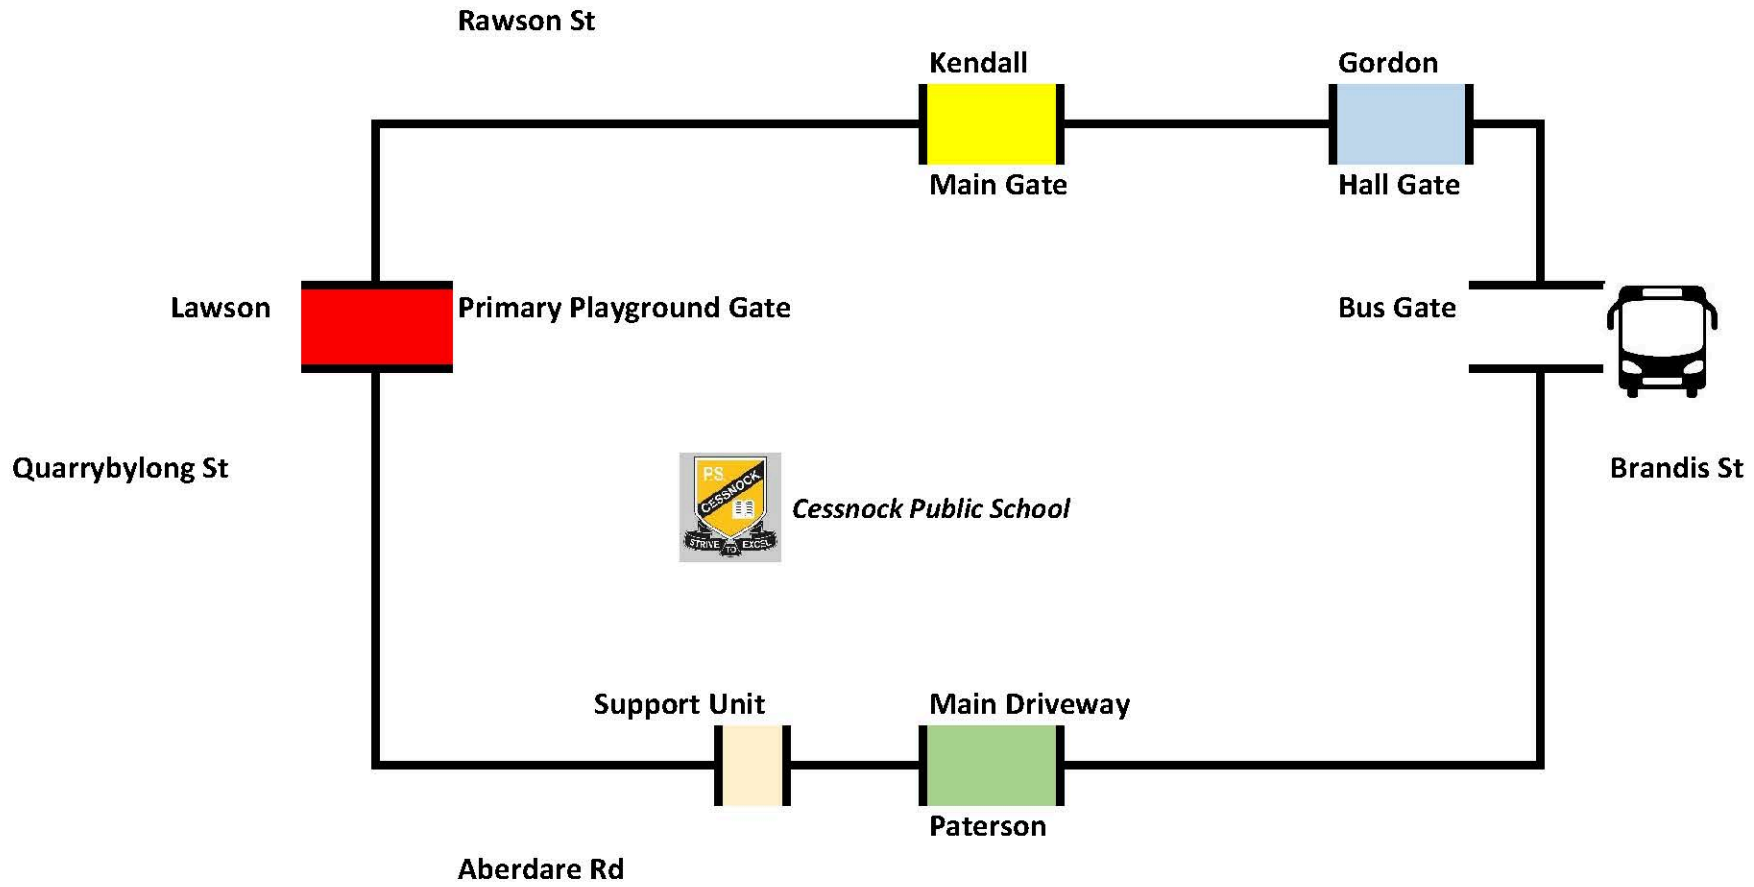 Rawson St
Kendall
Gordon
Main Gate
Hall Gate
Lawson
Primary Playground Gate
Bus Gate
Quarrybylong St
Brandis St
P.S.
CESSNOCK
STRIVE TO EXCEL
Cessnock Public School
Support Unit
Main Driveway
Paterson
Aberdare Rd